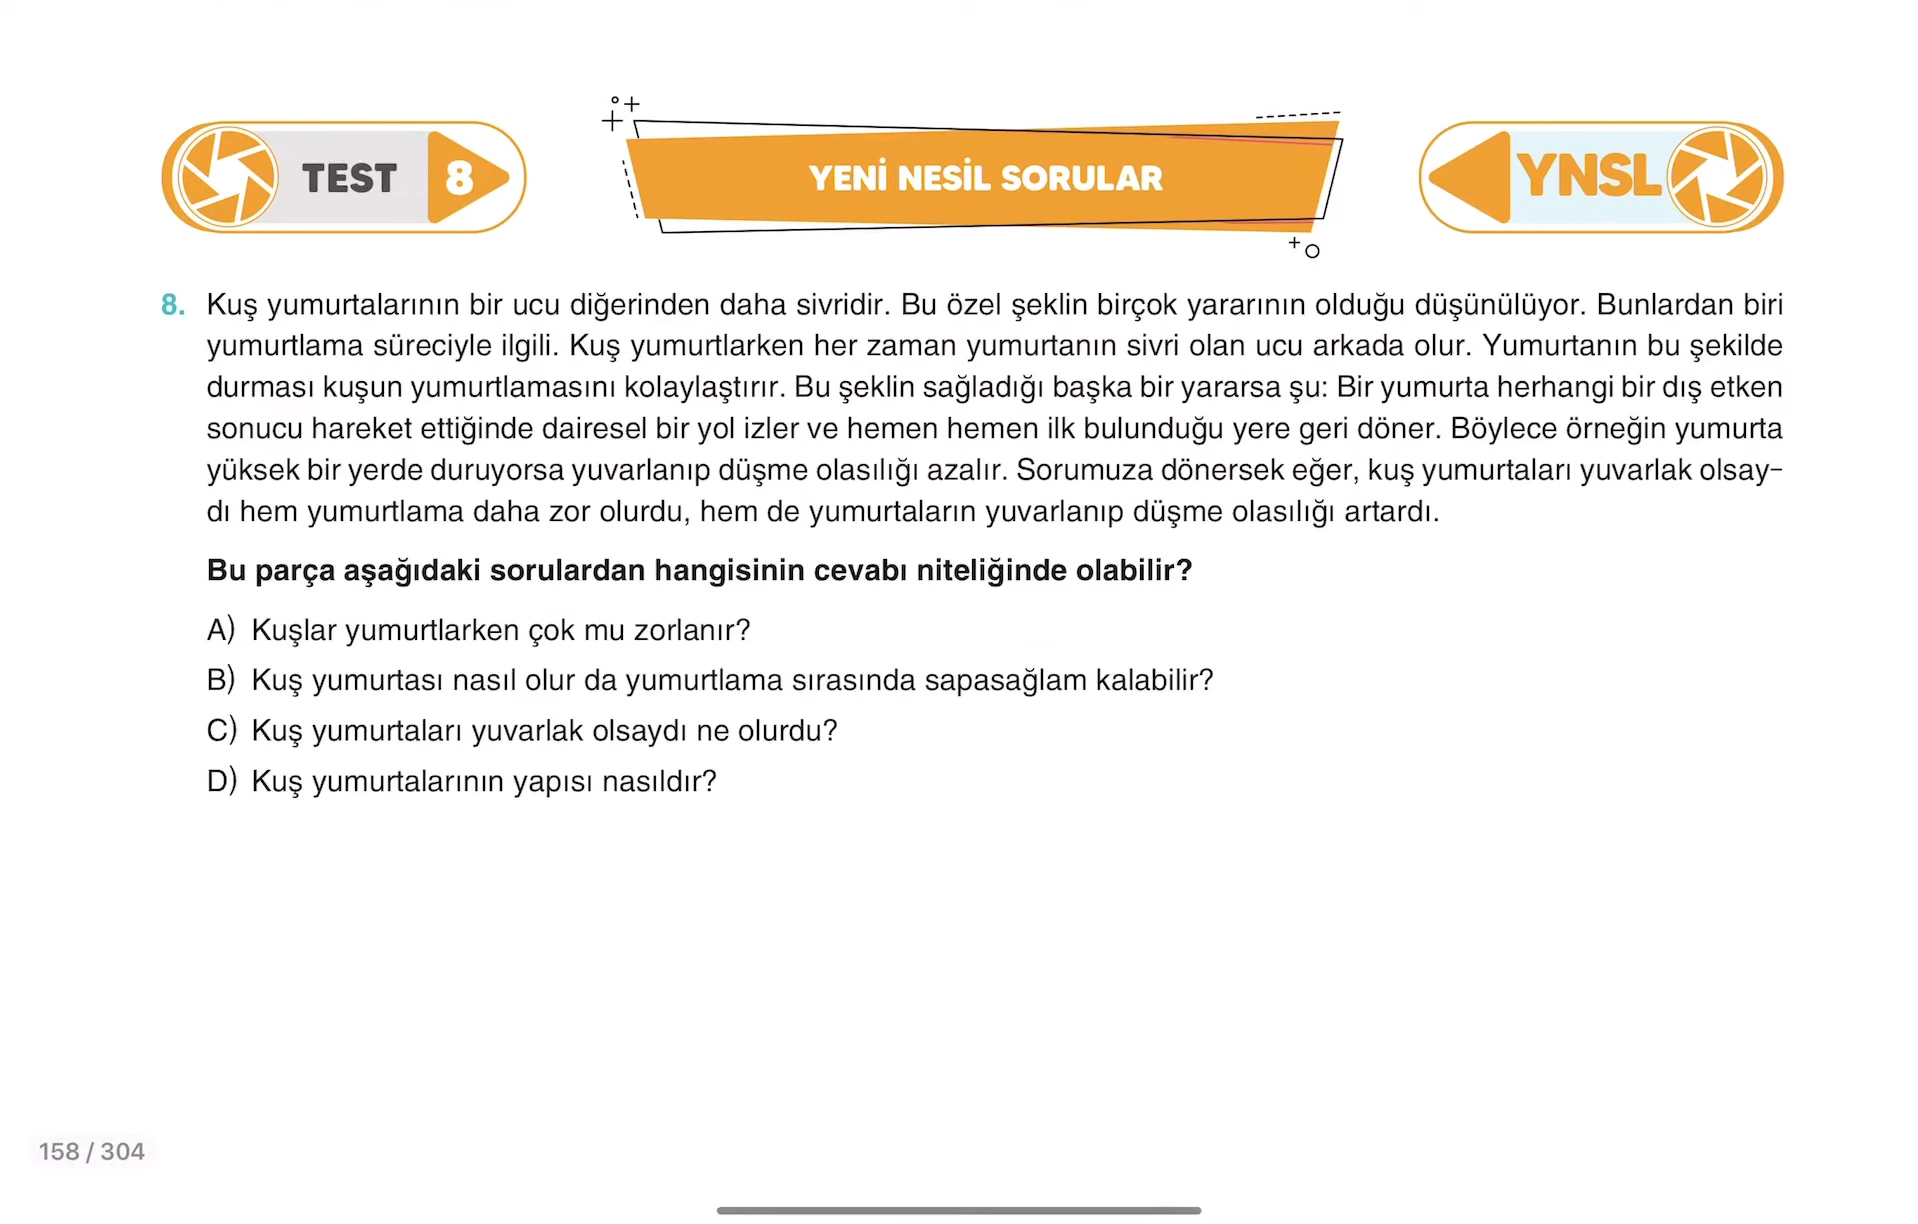 TEST 8
YENİ NESİL SORULAR
YNSL
8. Kuş yumurtalarının bir ucu diğerinden daha sivridir. Bu özel şeklin birçok yararının olduğu düşünülüyor. Bunlardan biri
yumurtlama süreciyle ilgili. Kuş yumurtlarken her zaman yumurtanın sivri olan ucu arkada olur. Yumurtanın bu şekilde
durması kuşun yumurtlamasını kolaylaştırır. Bu şeklin sağladığı başka bir yararsa şu: Bir yumurta herhangi bir dış etken
sonucu hareket ettiğinde dairesel bir yol izler ve hemen hemen ilk bulunduğu yere geri döner. Böylece örneğin yumurta
yüksek bir yerde duruyorsa yuvarlanıp düşme olasılığı azalır. Sorumuza dönersek eğer, kuş yumurtaları yuvarlak olsay-
dı hem yumurtlama daha zor olurdu, hem de yumurtaların yuvarlanıp düşme olasılığı artardı.
Bu parça aşağıdaki sorulardan hangisinin cevabı niteliğinde olabilir?
A) Kuşlar yumurtlarken çok mu zorlanır?
B) Kuş yumurtası nasıl olur da yumurtlama sırasında sapasağlam kalabilir?
C) Kuş yumurtaları yuvarlak olsaydı ne olurdu?
D) Kuş yumurtalarının yapısı nasıldır?
158 / 304